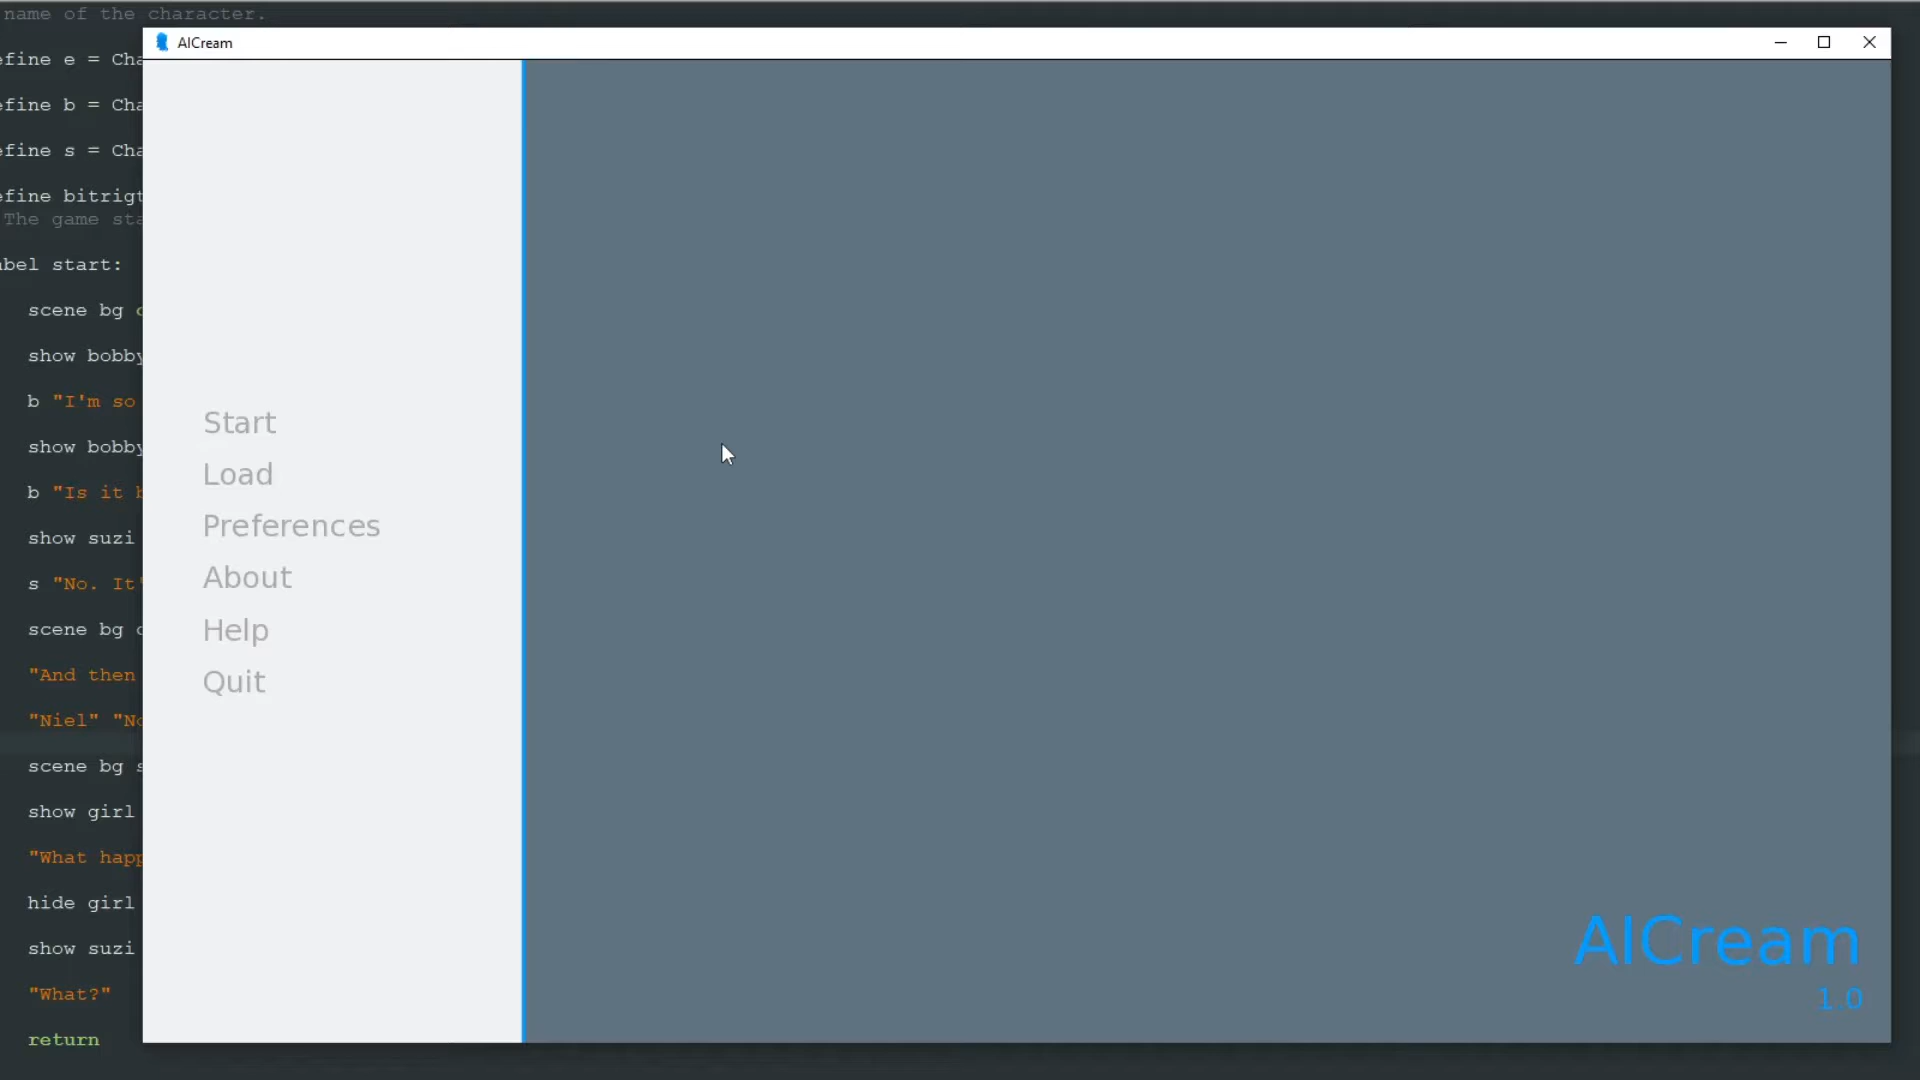 name of the character.
AICream
efine e = Cha
efine b = Cha
efine s = Cha
efine bitrigt
The game sta
abel start:
scene bg c
show bobby
b "I'm so
show bobby
b "Is it b
show suzi
s "No. It'
scene bg c
"And then
"Niel" "No
scene bg s
show girl
"What happ
hide girl
show suzi
"What?"
return
Start
Load
Preferences
About
Help
Quit
AICream
1.0